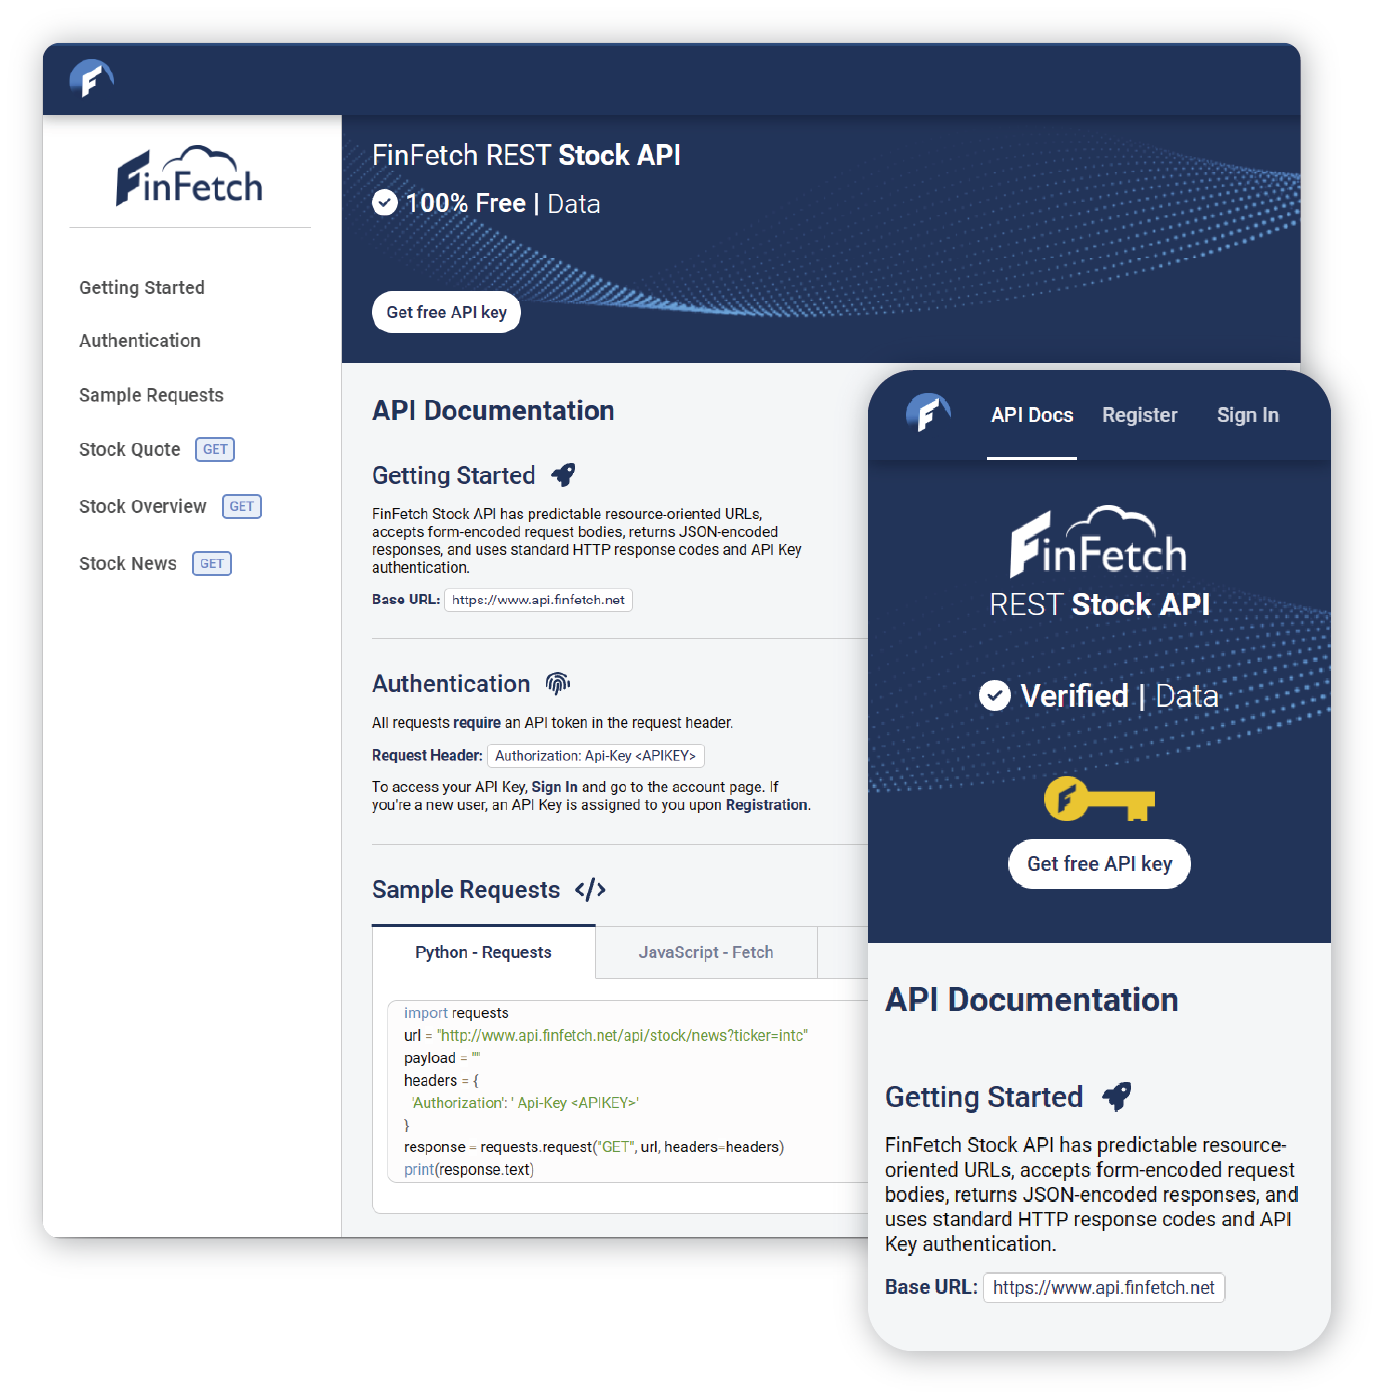 F
FinFetch
Getting Started
Authentication
Sample Requests
Stock Quote GET
Stock Overview GET
Stock News GET
FinFetch REST Stock API
100% Free | Data
Get free API key
API Documentation
Getting Started
FinFetch Stock API has predictable resource-oriented URLs,
accepts form-encoded request bodies, returns JSON-encoded
responses, and uses standard HTTP response codes and API Key
authentication.
Base URL: https://www.api.finfetch.net
Authentication
All requests require an API token in the request header.
Request Header: Authorization: Api-Key <APIKEY>
To access your API Key, Sign In and go to the account page. If
you're a new user, an API Key is assigned to you upon Registration.
Sample Requests </>
Python - Requests JavaScript - Fetch
import requests
url = "http://www.api.finfetch.net/api/stock/news?ticker=intc"
payload = ""
headers = {
'Authorization': ' Api-Key <APIKEY>'
}
response = requests.request("GET", url, headers=headers)
print(response.text)
F API Docs Register Sign In
FinFetch
REST Stock API
Verified | Data
F
Get free API key
API Documentation
Getting Started
FinFetch Stock API has predictable resource-
oriented URLs, accepts form-encoded request
bodies, returns JSON-encoded responses, and
uses standard HTTP response codes and API
Key authentication.
Base URL: https://www.api.finfetch.net